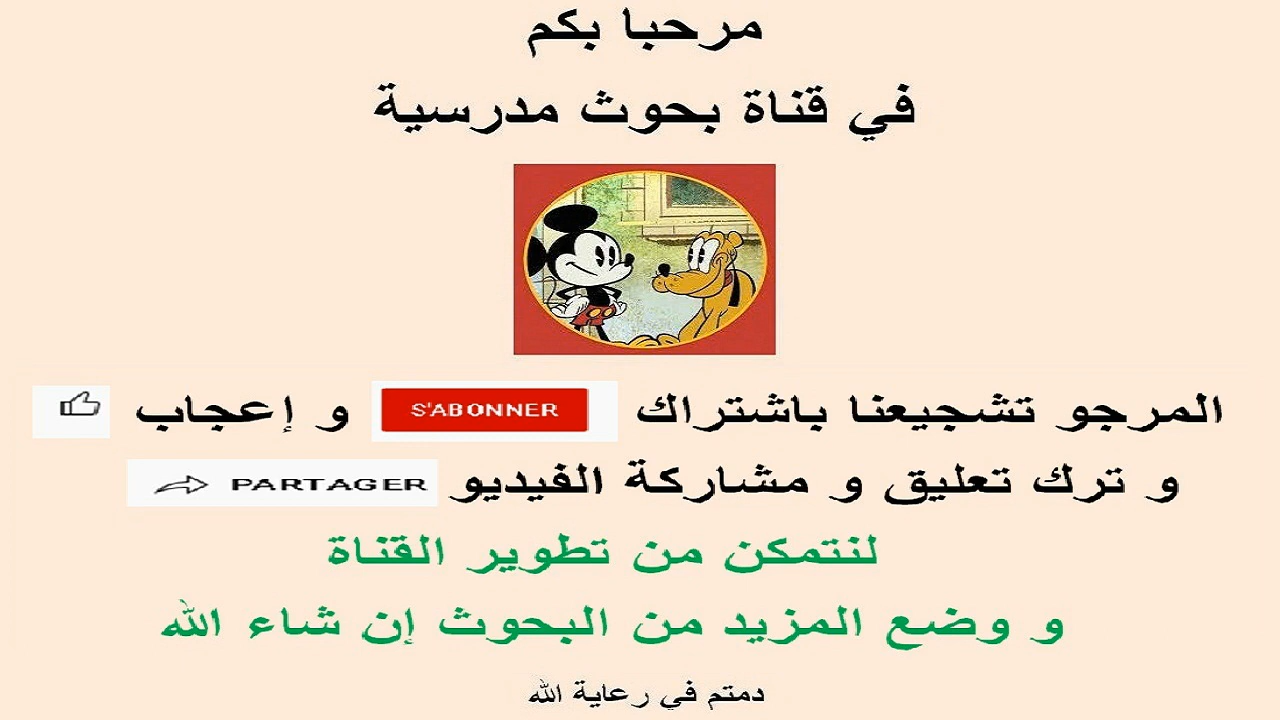 مرحبا بكم
في قناة بحوث مدرسية
المرجو تشجيعنا باشتراك S'ABONNER و إعجاب
و ترك تعليق و مشاركة الفيديو PARTAGER
لنتمكن من تطوير القناة
و وضع المزيد من البحوث إن شاء الله
دمتم في رعاية الله